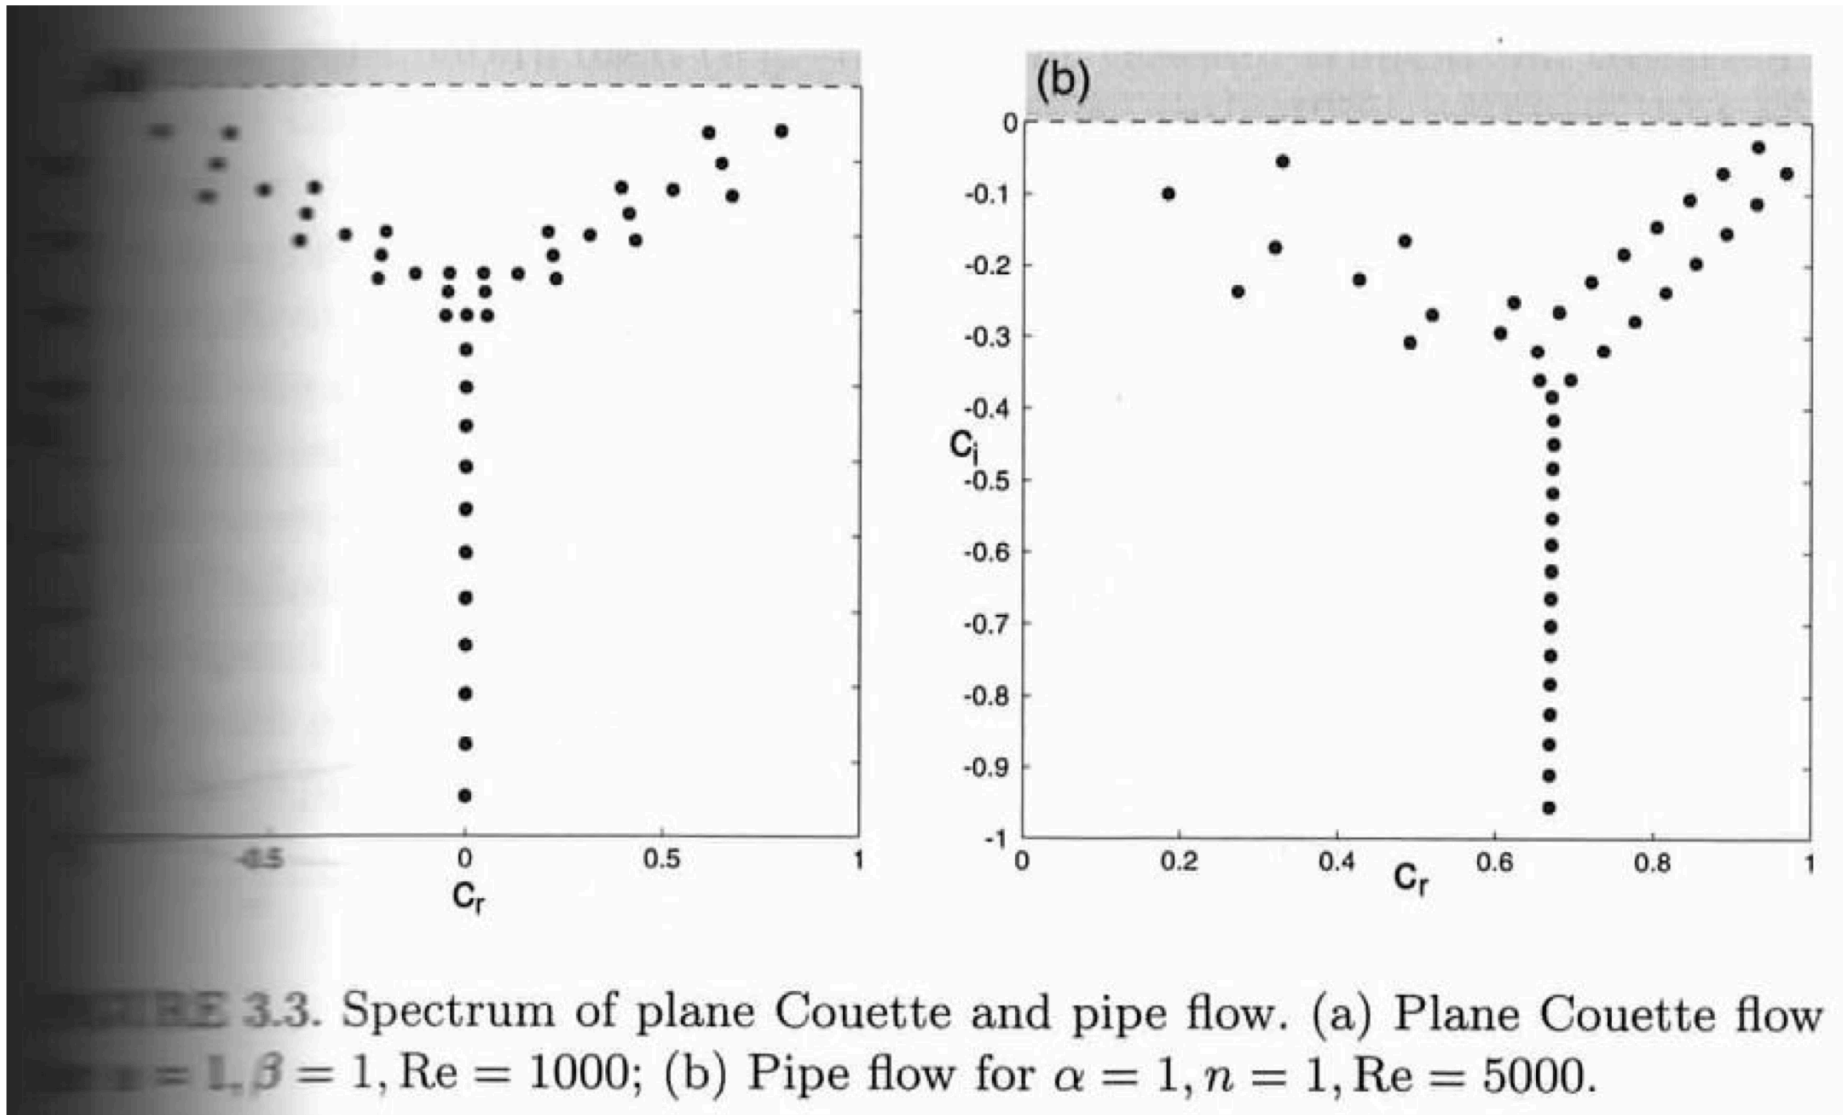 (b)
0
-0.1
-0.2
-0.3
-0.4
Ci
-0.5
-0.6
-0.7
-0.8
-0.9
-1
-0.5 0 0.5 1
Cr
0 0.2 0.4 0.6 0.8 1
Cr
3.3. Spectrum of plane Couette and pipe flow. (a) Plane Couette flow
= 1, β = 1, Re = 1000; (b) Pipe flow for α = 1, n = 1, Re = 5000.